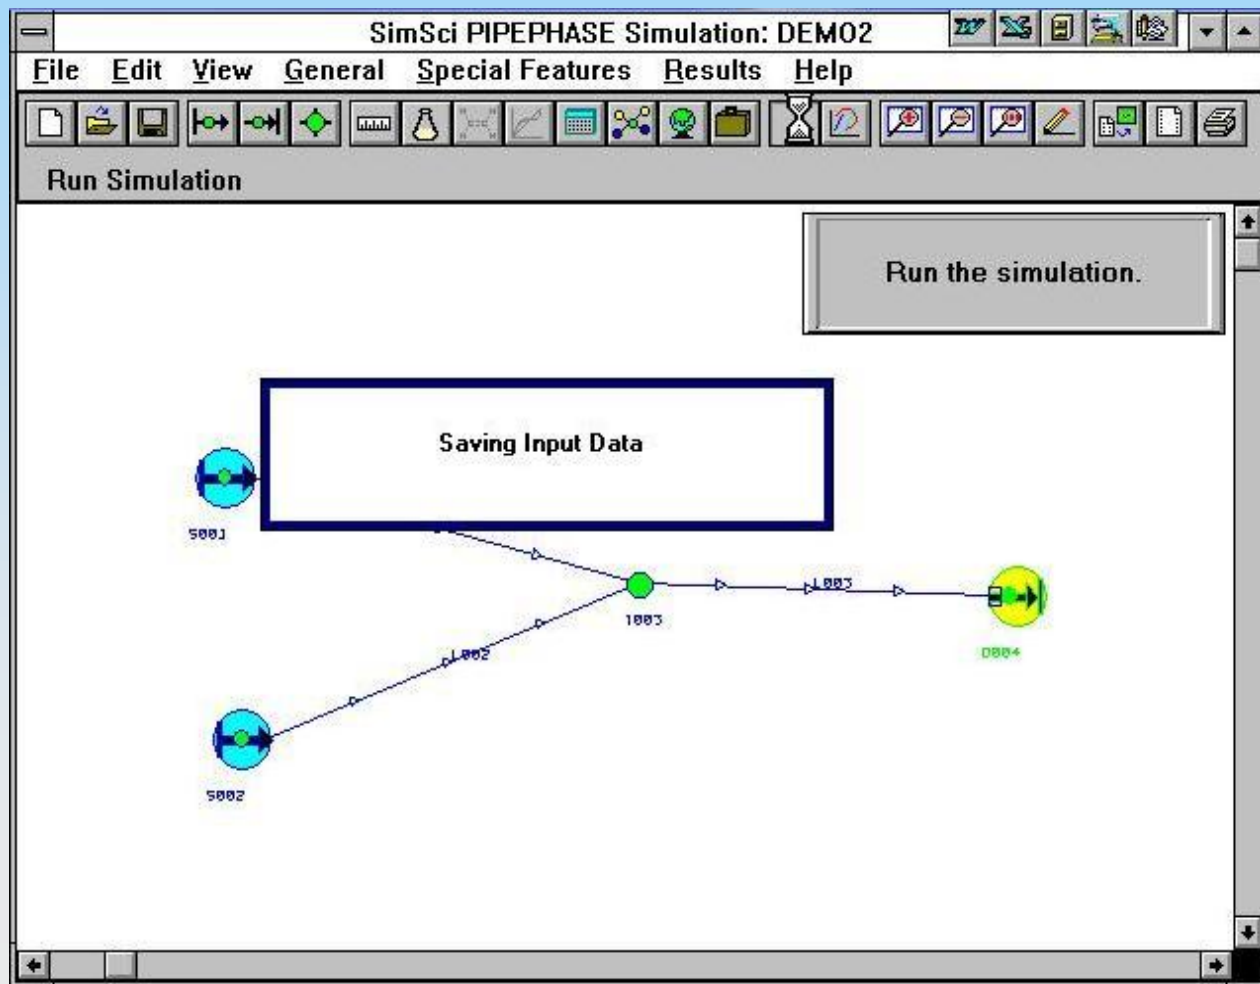 SimSci PIPEPHASE Simulation: DEMO2
File Edit View General Special Features Results Help
Run Simulation
Run the simulation.
Saving Input Data
S001
L003
J003
L002
D004
S002